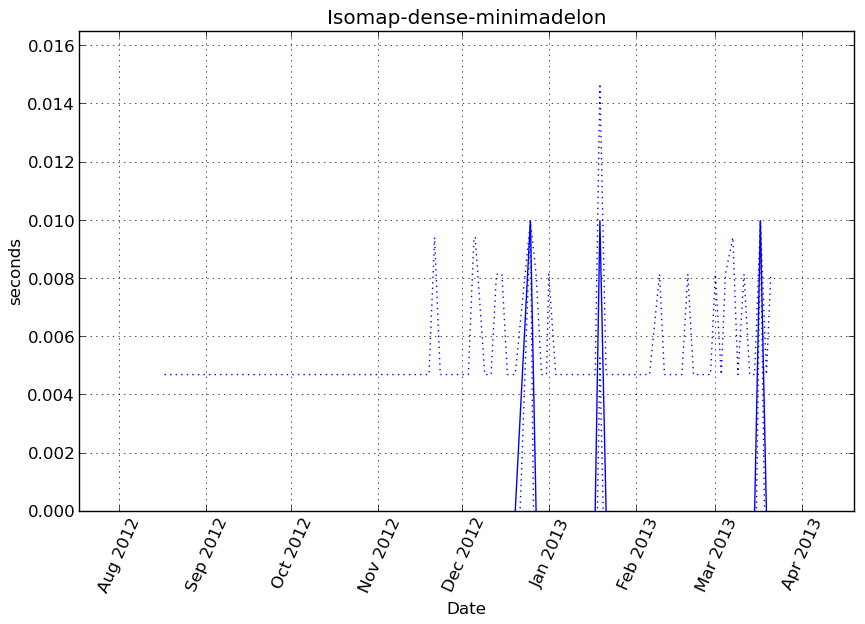 Isomap-dense-minimadelon
0.016
0.014
0.012
0.010
0.008
0.006
0.004
0.002
0.000
seconds
Aug 2012
Sep 2012
Oct 2012
Nov 2012
Dec 2012
Jan 2013
Feb 2013
Mar 2013
Apr 2013
Date